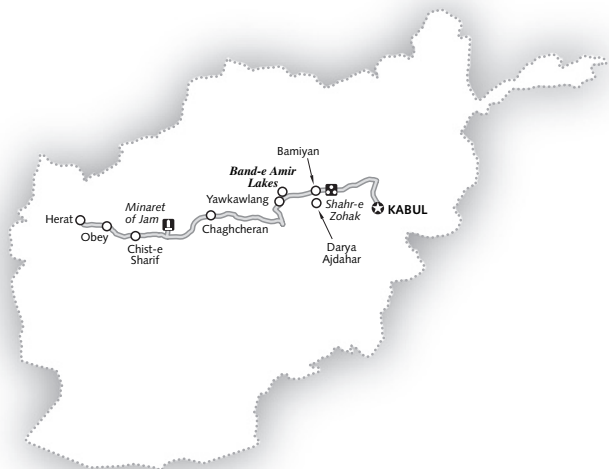 Bamiyan
Band-e Amir
Lakes
Yawkawlang
Shahr-e
Zohak
KABUL
Minaret
of Jam
Herat
Obey
Chaghcheran
Chist-e
Sharif
Darya
Ajdahar